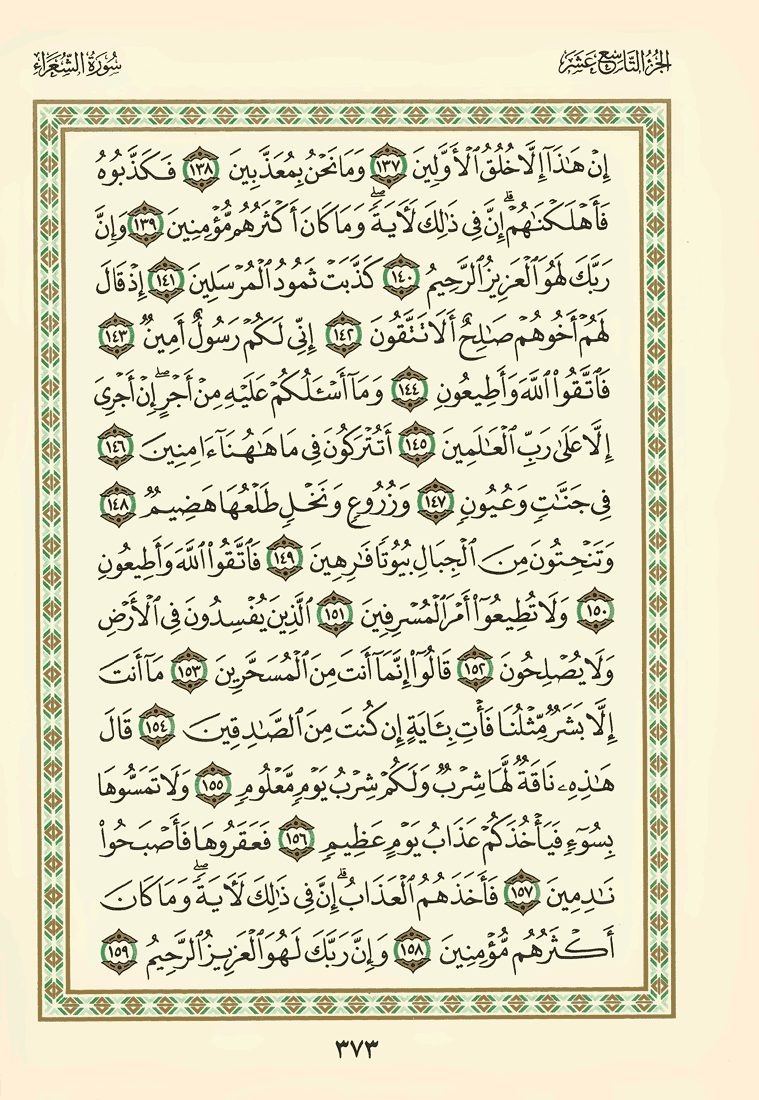 الجزء التاسع عشر
سورة الشعراء
إِنْ هَٰذَآ إِلَّا خُلُقُ ٱلْأَوَّلِينَ ١٣٧ وَمَا نَحْنُ بِمُعَذَّبِينَ ١٣٨ فَكَذَّبُوهُ
فَأَهْلَكْنَٰهُمْ ۗ إِنَّ فِى ذَٰلِكَ لَءَايَةً ۖ وَمَا كَانَ أَكْثَرُهُم مُّؤْمِنِينَ ١٣٩ وَإِنَّ
رَبَّكَ لَهُوَ ٱلْعَزِيزُ ٱلرَّحِيمُ ١٤٠ كَذَّبَتْ ثَمُودُ ٱلْمُرْسَلِينَ ١٤١ إِذْ قَالَ
لَهُمْ أَخُوهُمْ صَٰلِحٌ أَلَا تَتَّقُونَ ١٤٢ إِنِّى لَكُمْ رَسُولٌ أَمِينٌ ١٤٣
فَٱتَّقُوا۟ ٱللَّهَ وَأَطِيعُونِ ١٤٤ وَمَآ أَسْـَٔلُكُمْ عَلَيْهِ مِنْ أَجْرٍ ۖ إِنْ أَجْرِىَ
إِلَّا عَلَىٰ رَبِّ ٱلْعَٰلَمِينَ ١٤٥ أَتُتْرَكُونَ فِى مَا هَٰهُنَآ ءَامِنِينَ ١٤٦
فِى جَنَّٰتٍ وَعُيُونٍ ١٤٧ وَزُرُوعٍ وَنَخْلٍ طَلْعُهَا هَضِيمٌ ١٤٨
وَتَنْحِتُونَ مِنَ ٱلْجِبَالِ بُيُوتًا فَٰرِهِينَ ١٤٩ فَٱتَّقُوا۟ ٱللَّهَ وَأَطِيعُونِ
١٥٠ وَلَا تُطِيعُوٓا۟ أَمْرَ ٱلْمُسْرِفِينَ ١٥١ ٱلَّذِينَ يُفْسِدُونَ فِى ٱلْأَرْضِ
وَلَا يُصْلِحُونَ ١٥٢ قَالُوٓا۟ إِنَّمَآ أَنتَ مِنَ ٱلْمُسَحَّرِينَ ١٥٣ مَآ أَنتَ
إِلَّا بَشَرٌ مِّثْلُنَا فَأْتِ بِـَٔايَةٍ إِن كُنتَ مِنَ ٱلصَّٰدِقِينَ ١٥٤ قَالَ
هَٰذِهِۦ نَاقَةٌ لَّهَا شِرْبٌ وَلَكُمْ شِرْبُ يَوْمٍ مَّعْلُومٍ ١٥٥ وَلَا تَمَسُّوهَا
بِسُوٓءٍ فَيَأْخُذَكُمْ عَذَابُ يَوْمٍ عَظِيمٍ ١٥٦ فَعَقَرُوهَا فَأَصْبَحُوا۟
نَٰدِمِينَ ١٥٧ فَأَخَذَهُمُ ٱلْعَذَابُ ۗ إِنَّ فِى ذَٰلِكَ لَءَايَةً ۖ وَمَا كَانَ
أَكْثَرُهُم مُّؤْمِنِينَ ١٥٨ وَإِنَّ رَبَّكَ لَهُوَ ٱلْعَزِيزُ ٱلرَّحِيمُ ١٥٩
٣٧٣